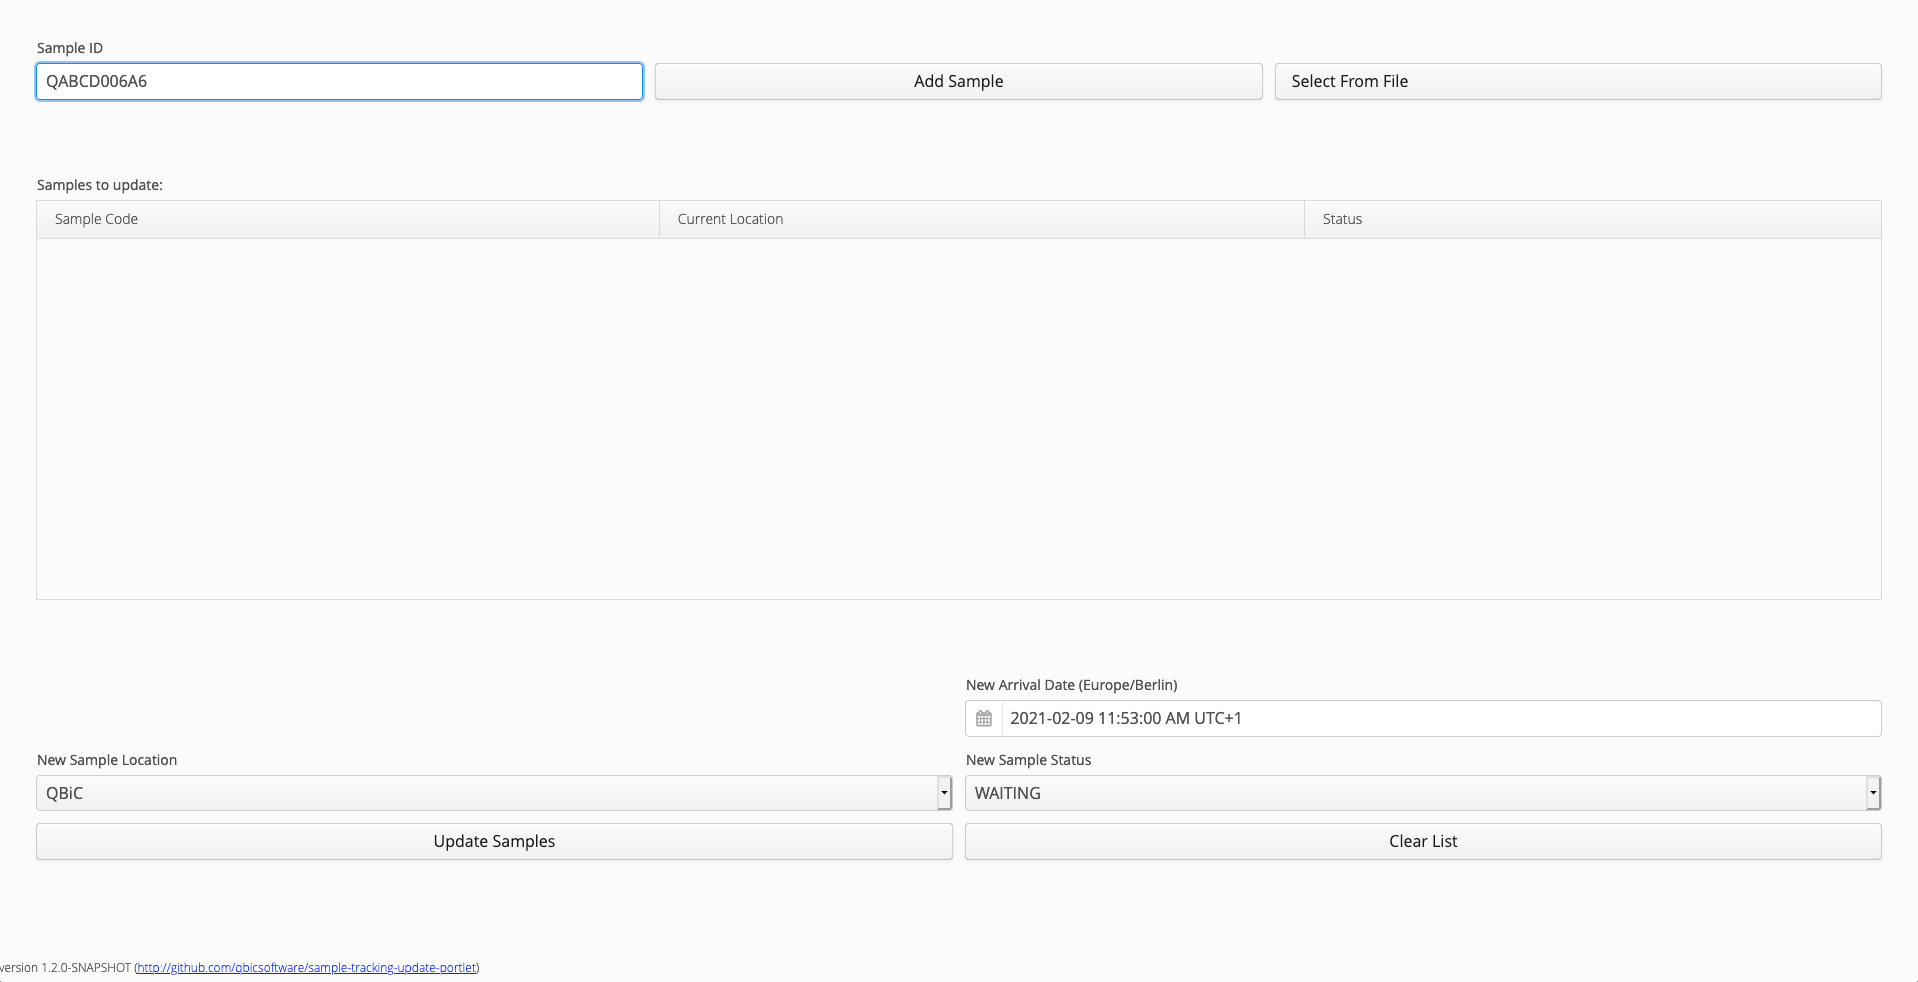 Sample ID
QABCD006A6
Add Sample
Select From File
Samples to update:
Sample Code
Current Location
Status
New Arrival Date (Europe/Berlin)
2021-02-09 11:53:00 AM UTC+1
New Sample Location
New Sample Status
QBiC
WAITING
Update Samples
Clear List
version 1.2.0-SNAPSHOT (http://github.com/qbicsoftware/sample-tracking-update-portlet)